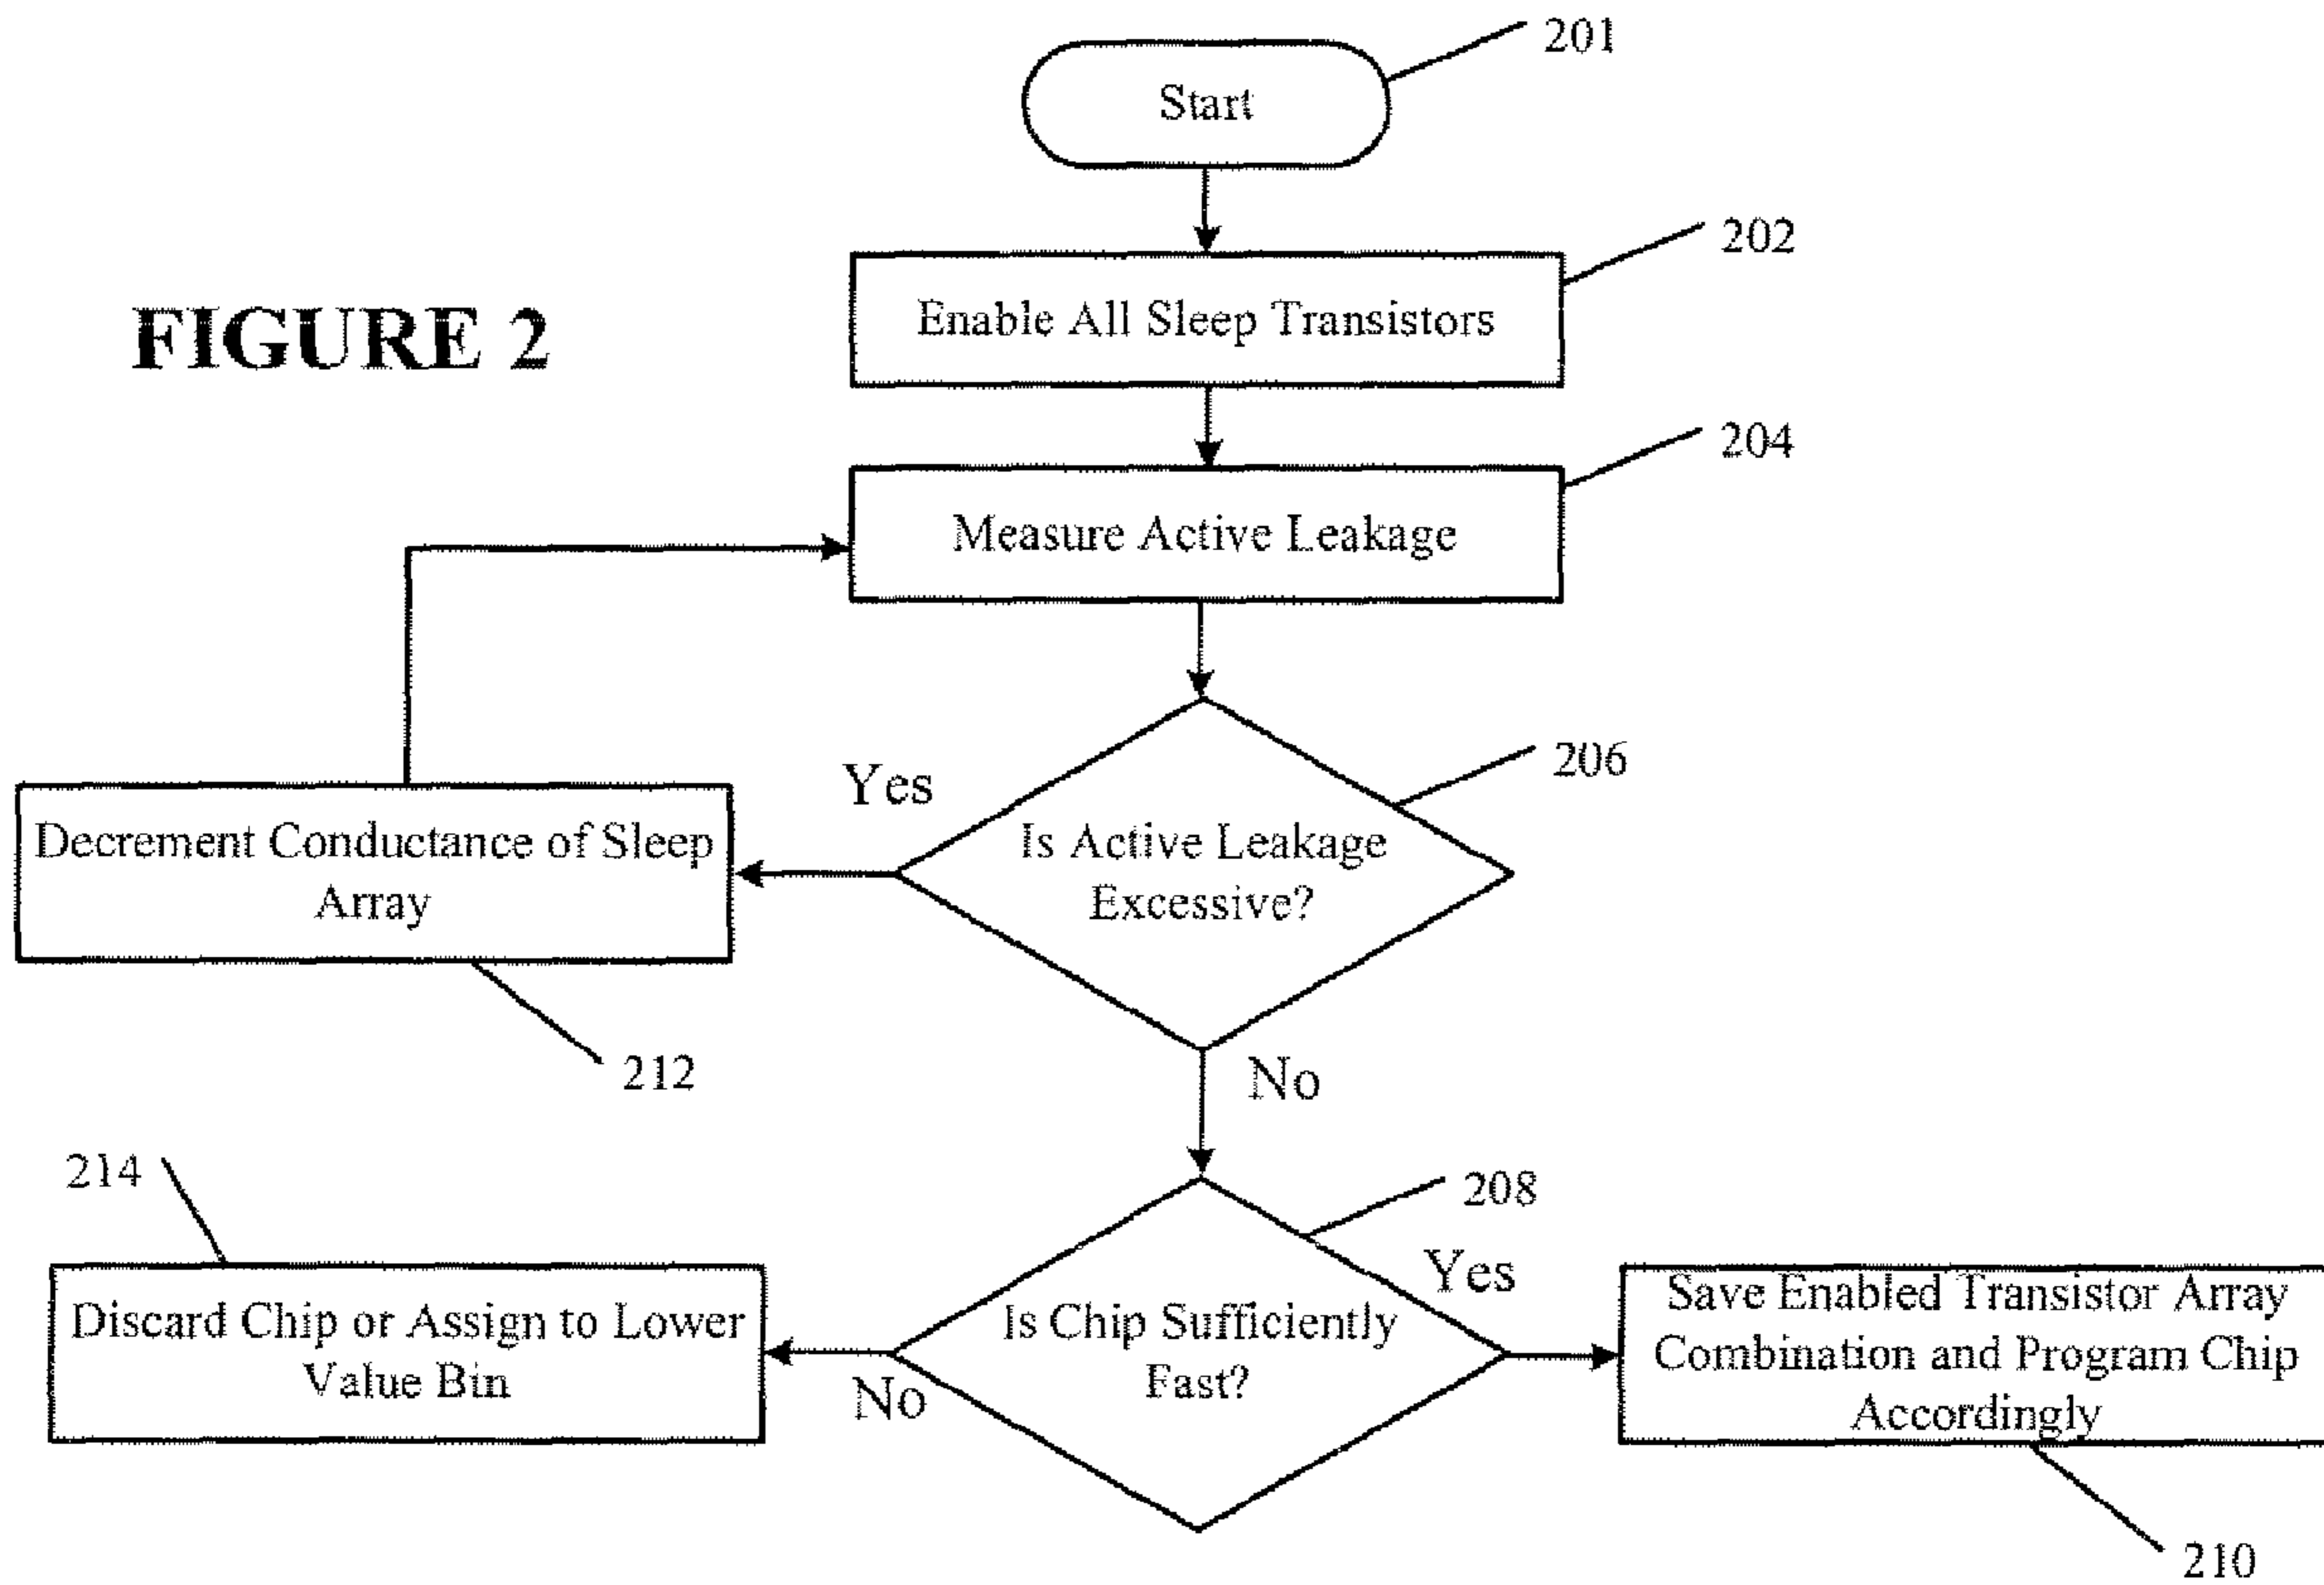 201
Start
202
FIGURE 2
Enable All Sleep Transistors
204
Measure Active Leakage
206
Yes
Decrement Conductance of Sleep
Array
Is Active Leakage
Excessive?
212
No
214
208
Yes
Discard Chip or Assign to Lower
Value Bin
No
Is Chip Sufficiently
Fast?
Save Enabled Transistor Array
Combination and Program Chip
Accordingly
210